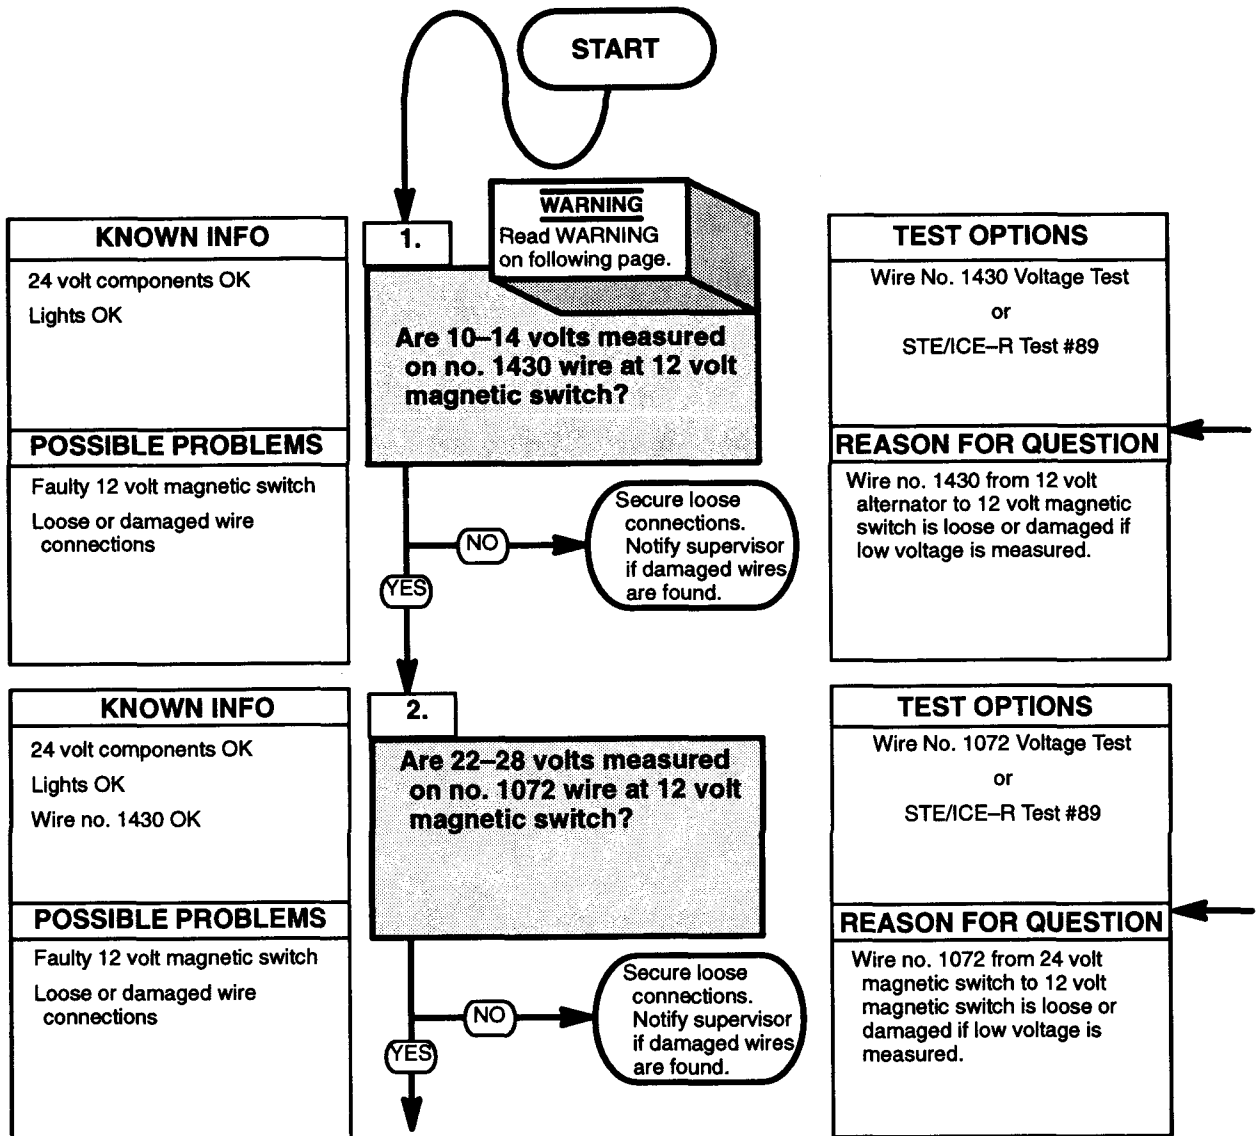 START
WARNING
Read WARNING
on following page.
1.
Are 10–14 volts measured
on no. 1430 wire at 12 volt
magnetic switch?
KNOWN INFO
24 volt components OK
Lights OK
POSSIBLE PROBLEMS
Faulty 12 volt magnetic switch
Loose or damaged wire
connections
TEST OPTIONS
Wire No. 1430 Voltage Test
or
STE/ICE–R Test #89
REASON FOR QUESTION
Wire no. 1430 from 12 volt
alternator to 12 volt magnetic
switch is loose or damaged if
low voltage is measured.
NO
Secure loose
connections.
Notify supervisor
if damaged wires
are found.
YES
2.
Are 22–28 volts measured
on no. 1072 wire at 12 volt
magnetic switch?
KNOWN INFO
24 volt components OK
Lights OK
Wire no. 1430 OK
POSSIBLE PROBLEMS
Faulty 12 volt magnetic switch
Loose or damaged wire
connections
TEST OPTIONS
Wire No. 1072 Voltage Test
or
STE/ICE–R Test #89
REASON FOR QUESTION
Wire no. 1072 from 24 volt
magnetic switch to 12 volt
magnetic switch is loose or
damaged if low voltage is
measured.
NO
Secure loose
connections.
Notify supervisor
if damaged wires
are found.
YES